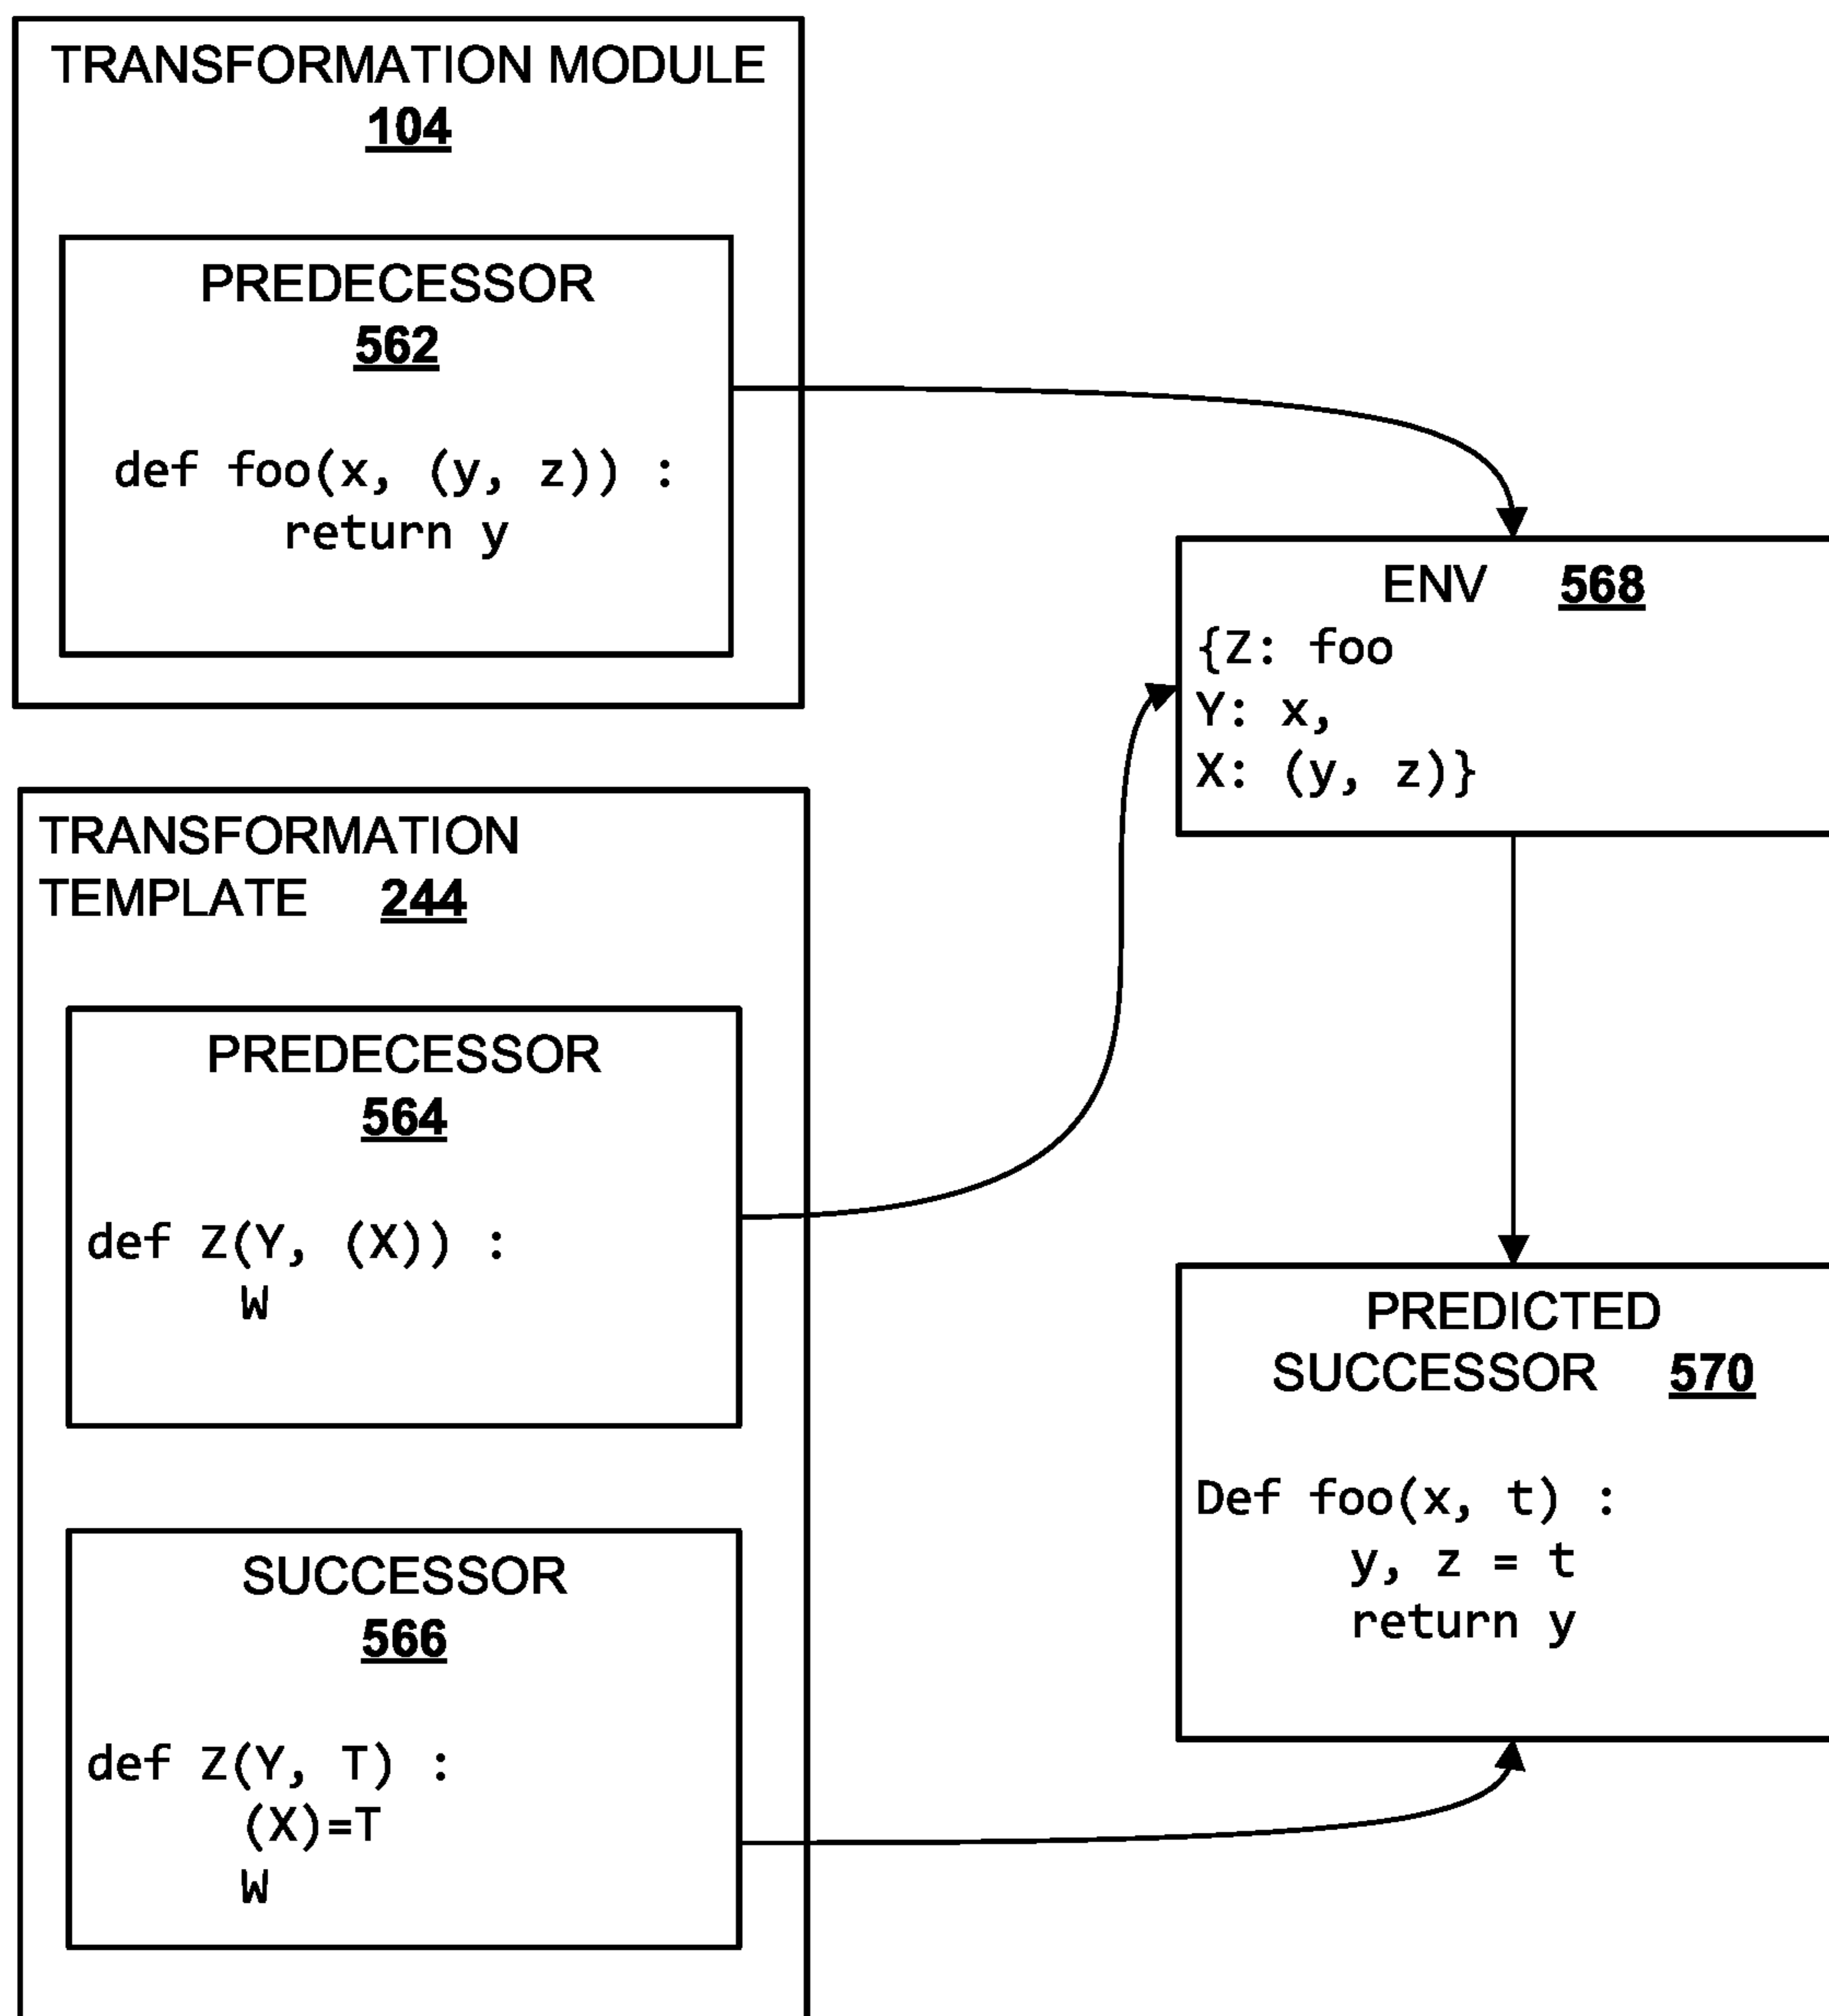 TRANSFORMATION MODULE
104
PREDECESSOR
562
def foo(x, (y, z)) :
return y
TRANSFORMATION
TEMPLATE 244
PREDECESSOR
564
def Z(Y, (X)) :
W
SUCCESSOR
566
def Z(Y, T) :
(X)=T
W
ENV 568
{Z: foo
Y: x,
X: (y, z)}
PREDICTED
SUCCESSOR 570
Def foo(x, t) :
y, z = t
return y